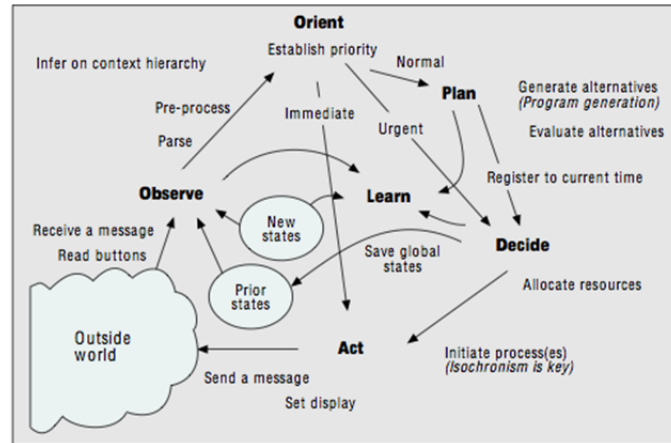 Orient
Establish priority
Infer on context hierarchy
Normal
Plan
Generate alternatives
(Program generation)
Pre-process
Immediate
Urgent
Evaluate alternatives
Parse
Register to current time
Observe
Learn
New
states
Receive a message
Read buttons
Save global
states
Decide
Prior
states
Allocate resources
Outside
world
Act
Initiate process(es)
(Isochronism is key)
Send a message
Set display